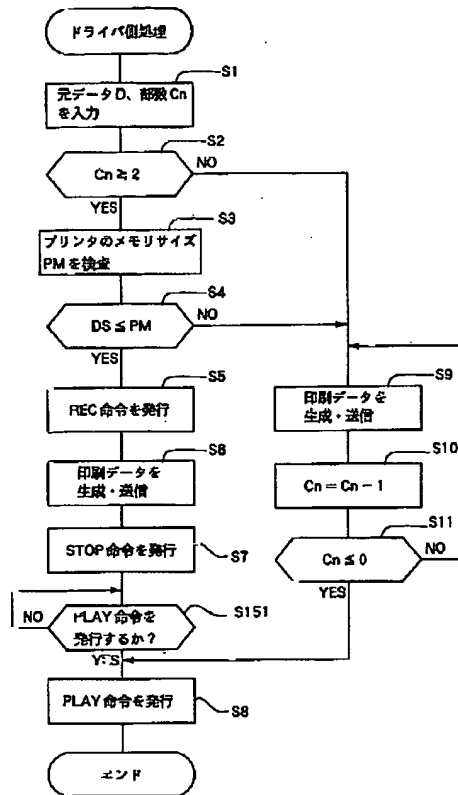 ドライバ側処理
S1
元データD、部数Cn
を入力
S2
Cn≧2
NO
YES
S3
プリンタのメモリサイズ
PMを検査
S4
DS≦PM
NO
YES
S5
REC命令を発行
S6
印刷データを
生成・送信
STOP命令を発行
S7
PLAY命令を
発行するか？
S151
NO
YES
PLAY命令を発行
S8
エンド
S9
印刷データを
生成・送信
S10
Cn=Cn-1
S11
Cn≦0
NO
YES